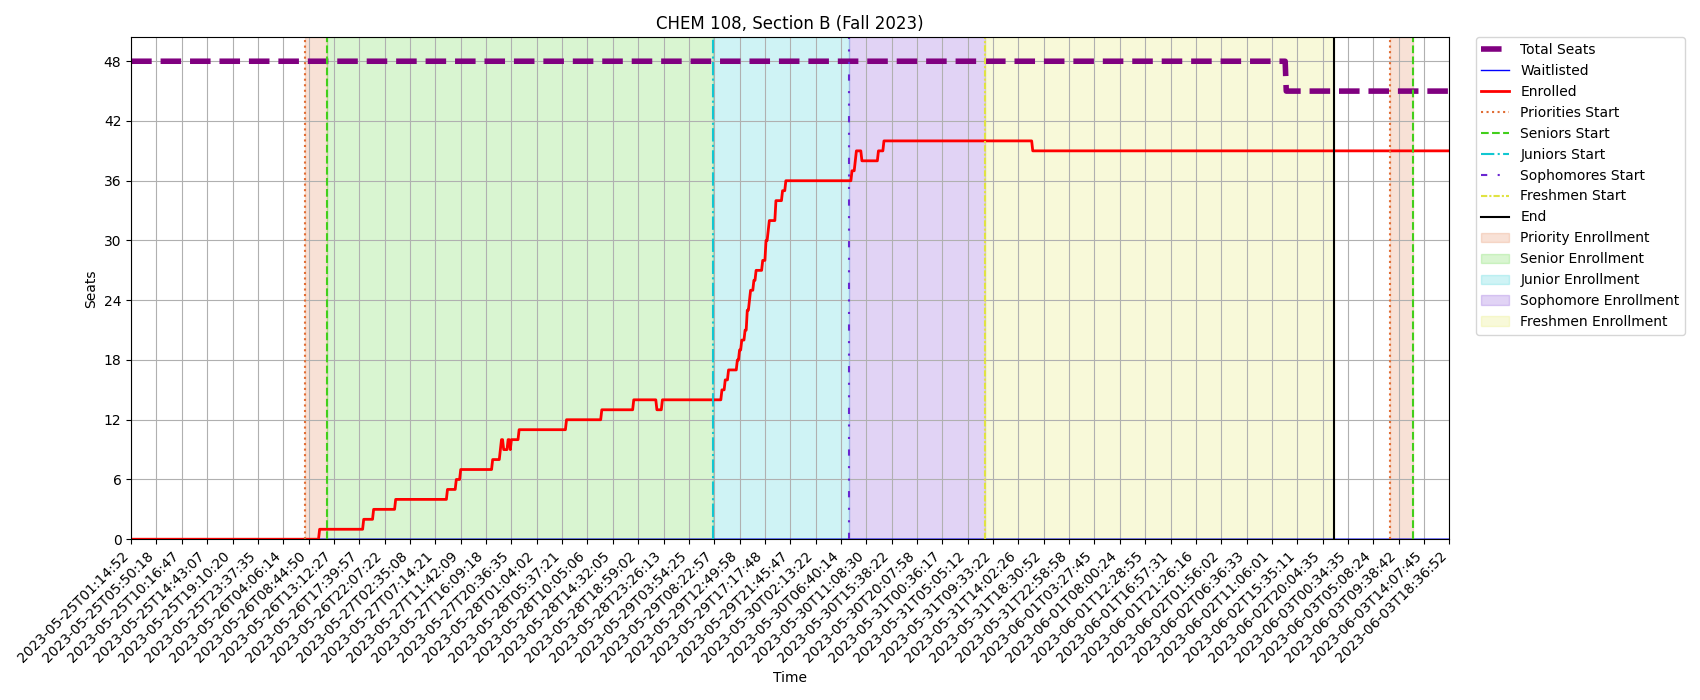 CHEM 108, Section B (Fall 2023)
Total Seats
Waitlisted
Enrolled
Priorities Start
Seniors Start
Juniors Start
Sophomores Start
Freshmen Start
End
Priority Enrollment
Senior Enrollment
Junior Enrollment
Sophomore Enrollment
Freshmen Enrollment
Seats
48
42
36
30
24
18
12
6
0
2023-05-25T01:14:52
2023-05-25T05:50:18
2023-05-25T10:16:47
2023-05-25T14:43:07
2023-05-25T19:10:20
2023-05-25T23:37:35
2023-05-26T04:06:14
2023-05-26T08:44:50
2023-05-26T13:12:27
2023-05-26T17:39:57
2023-05-26T22:07:22
2023-05-27T02:35:08
2023-05-27T07:14:21
2023-05-27T11:42:09
2023-05-27T16:09:18
2023-05-27T20:36:35
2023-05-28T01:04:02
2023-05-28T05:37:21
2023-05-28T10:05:06
2023-05-28T14:32:05
2023-05-28T18:59:02
2023-05-28T23:26:13
2023-05-29T03:54:25
2023-05-29T08:22:57
2023-05-29T12:49:58
2023-05-29T17:17:48
2023-05-29T21:45:47
2023-05-30T02:13:22
2023-05-30T06:40:14
2023-05-30T11:08:30
2023-05-30T15:38:22
2023-05-30T20:07:58
2023-05-31T00:36:17
2023-05-31T05:05:12
2023-05-31T09:33:22
2023-05-31T14:02:26
2023-05-31T18:30:52
2023-05-31T22:58:58
2023-06-01T03:27:45
2023-06-01T08:00:24
2023-06-01T12:28:55
2023-06-01T16:57:31
2023-06-01T21:26:16
2023-06-02T01:56:02
2023-06-02T06:36:33
2023-06-02T11:06:01
2023-06-02T15:35:11
2023-06-02T20:04:35
2023-06-03T00:34:35
2023-06-03T05:08:24
2023-06-03T09:38:42
2023-06-03T14:07:45
2023-06-03T18:36:52
Time